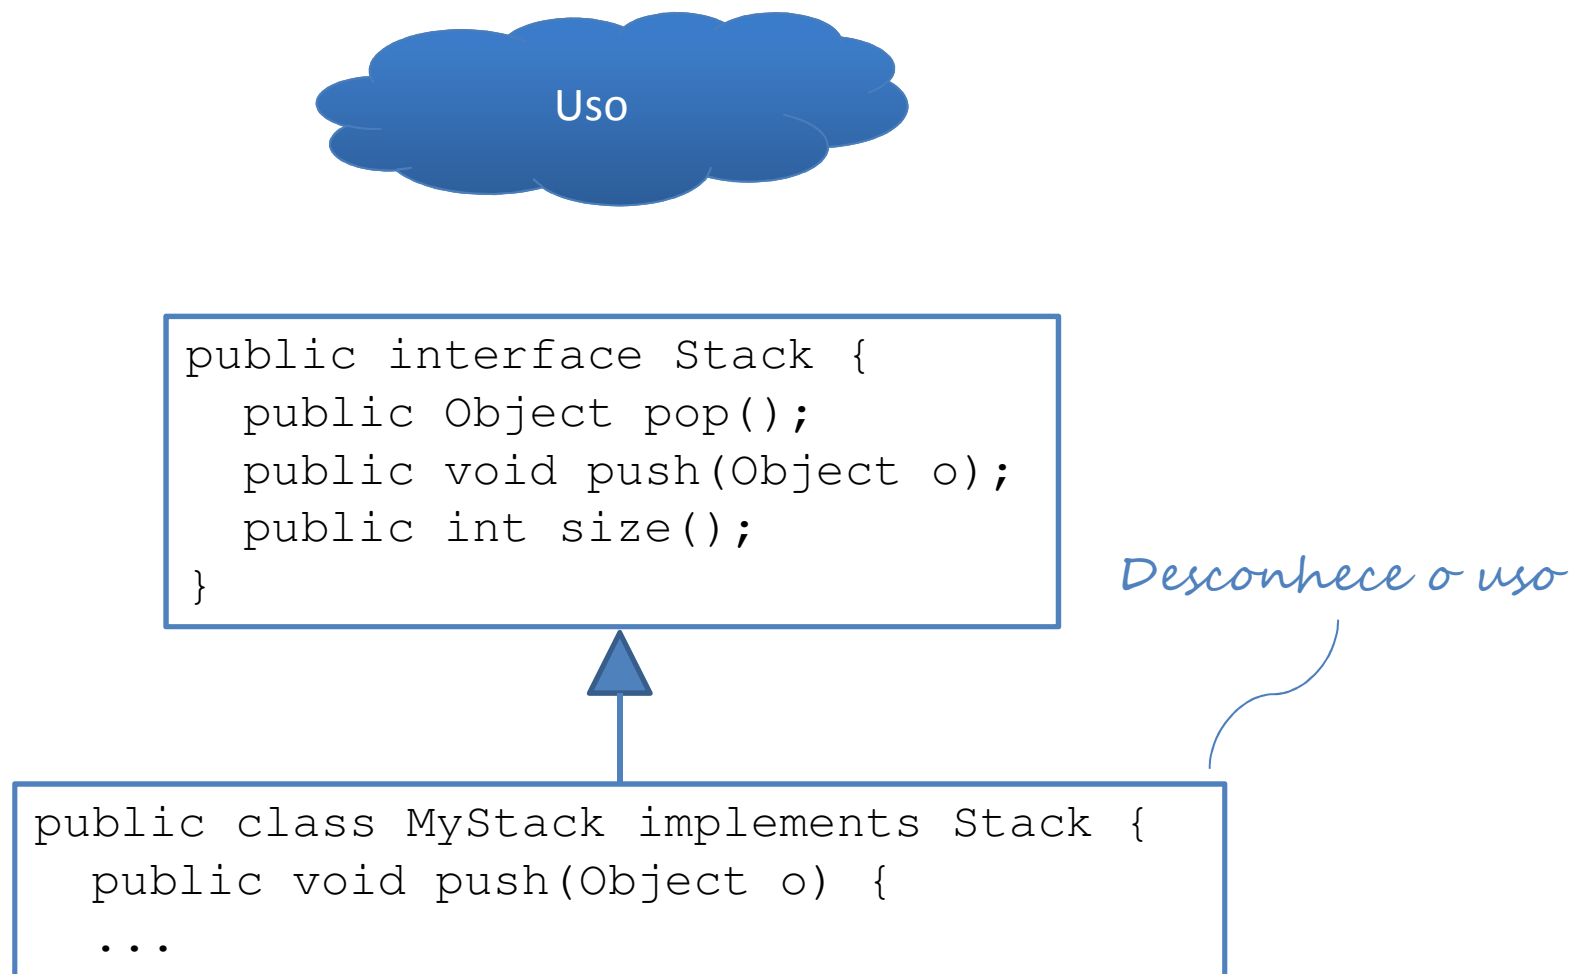 Uso
public interface Stack {
  public Object pop();
  public void push(Object o);
  public int size();
}
Desconhece o uso
public class MyStack implements Stack {
  public void push(Object o) {
  ...